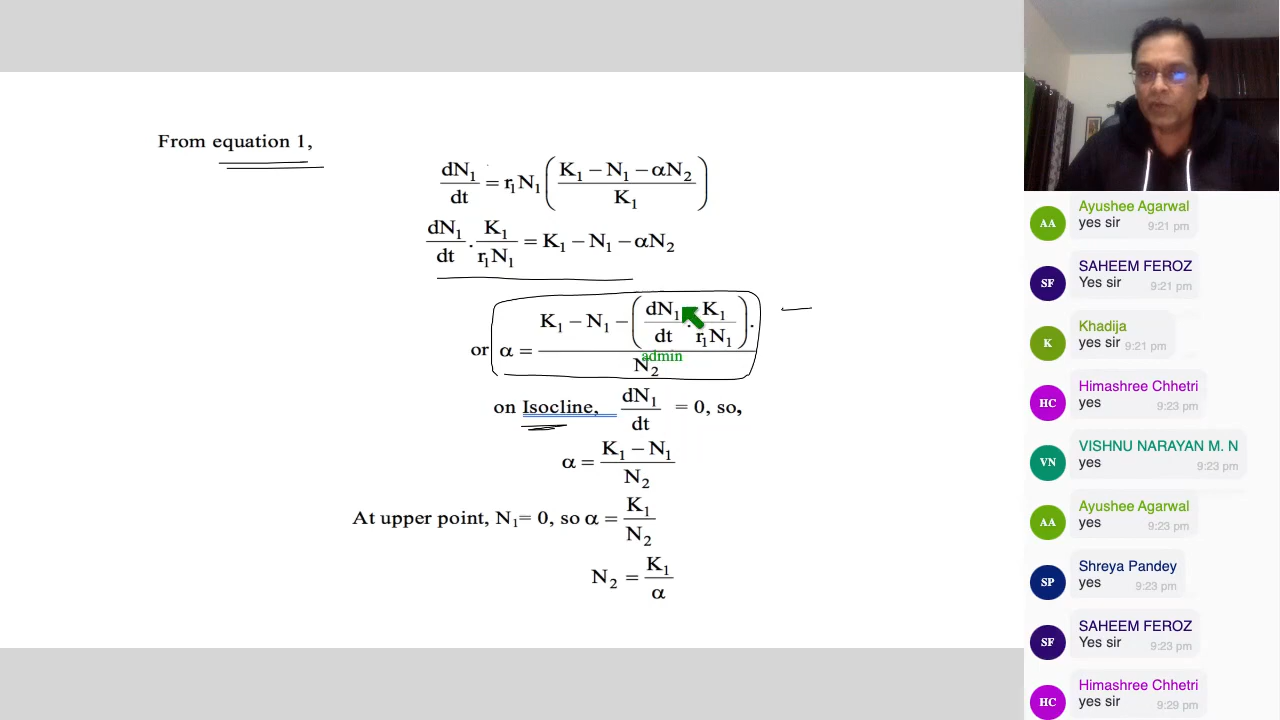 From equation 1,
dN₁/dt = r₁N₁ ( (K₁ – N₁ – αN₂) / K₁ )
dN₁/dt . K₁/r₁N₁ = K₁ – N₁ – αN₂
or α = ( K₁ – N₁ – ( dN₁/dt . K₁/r₁N₁ ) . ) / N₂
admin
on Isocline, dN₁/dt = 0, so,
α = (K₁ – N₁) / N₂
At upper point, N₁= 0, so α = K₁/N₂
N₂ = K₁/α
AA
Ayushee Agarwal
yes sir 9:21 pm
SF
SAHEEM FEROZ
Yes sir 9:21 pm
K
Khadija
yes sir 9:21 pm
HC
Himashree Chhetri
yes 9:23 pm
VN
VISHNU NARAYAN M. N
yes 9:23 pm
AA
Ayushee Agarwal
yes 9:23 pm
SP
Shreya Pandey
yes 9:23 pm
SF
SAHEEM FEROZ
Yes sir 9:23 pm
HC
Himashree Chhetri
yes sir 9:29 pm